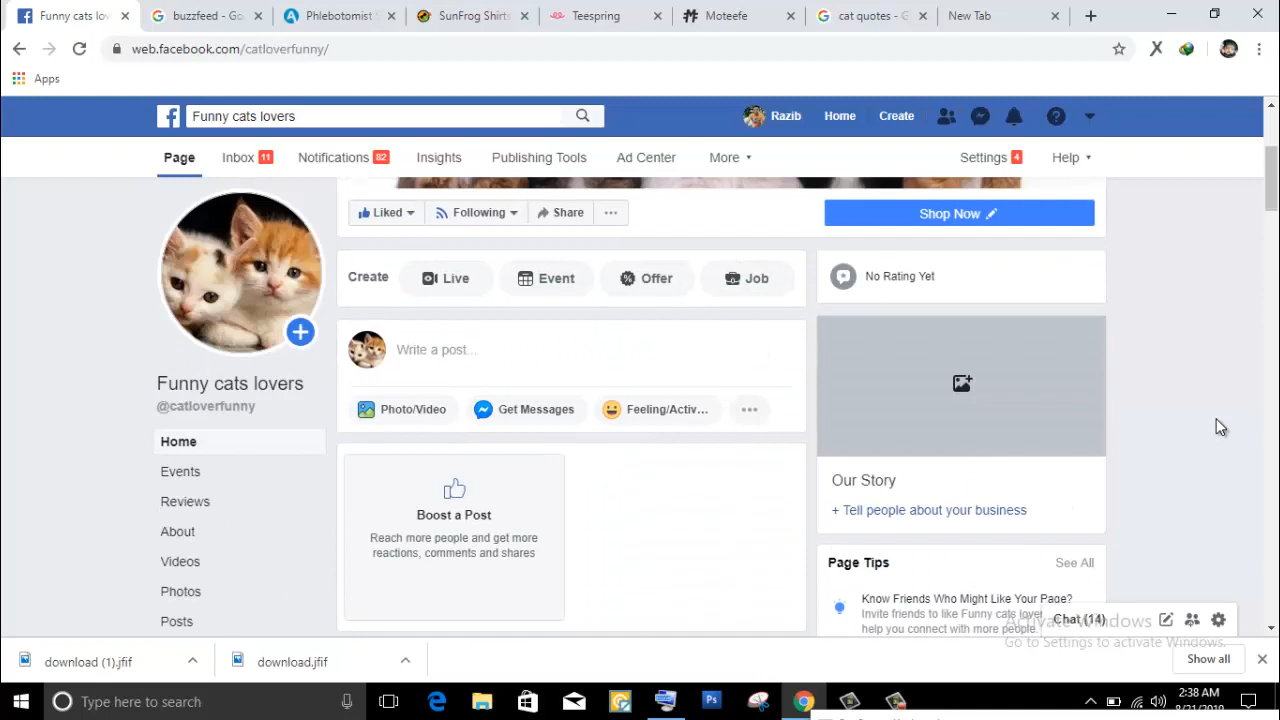 Funny cats lovers
buzzfeed - Go
Phlebotomist S
Sunfrog Shirts
Teespring
Moteefe
cat quotes - G
New Tab
web.facebook.com/catloverfunny/
Apps
Funny cats lovers
Razib
Home
Create
Page
Inbox 11
Notifications 82
Insights
Publishing Tools
Ad Center
More
Settings 4
Help
Liked
Following
Share
Shop Now
Create
Live
Event
Offer
Job
No Rating Yet
Write a post...
Photo/Video
Get Messages
Feeling/Activ...
Funny cats lovers
@catloverfunny
Home
Events
Reviews
About
Videos
Photos
Posts
Boost a Post
Reach more people and get more
reactions, comments and shares
Our Story
+ Tell people about your business
Page Tips
See All
Know Friends Who Might Like Your Page?
Invite friends to like Funny cats lover
help you connect with more people.
Chat (14)
Activate Windows
Go to Settings to activate Windows.
download (1).jfif
download.jfif
Show all
Type here to search
Ps
2:38 AM
8/21/2019